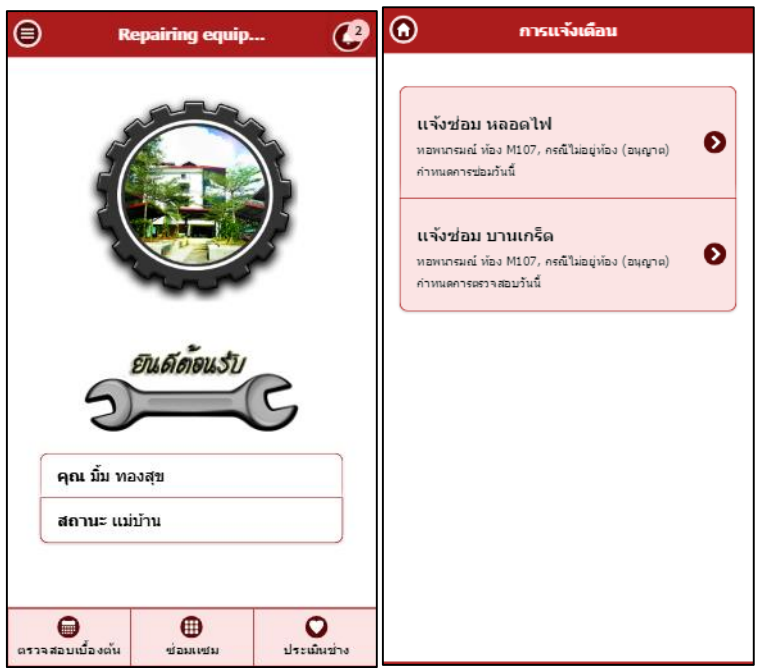 Repairing equip...
2
ยินดีต้อนรับ
คุณ มิ้ม ทองสุข
สถานะ แม่บ้าน
ตรวจสอบเบื้องต้น
ซ่อมแซม
ประเมินช่าง
การแจ้งเตือน
แจ้งซ่อม หลอดไฟ
หอพนารมณ์ ห้อง M107, กรณีไม่อยู่ห้อง (อนุญาต)
กำหนดการซ่อมวันนี้
แจ้งซ่อม บานเกร็ด
หอพนารมณ์ ห้อง M107, กรณีไม่อยู่ห้อง (อนุญาต)
กำหนดการตรวจสอบวันนี้